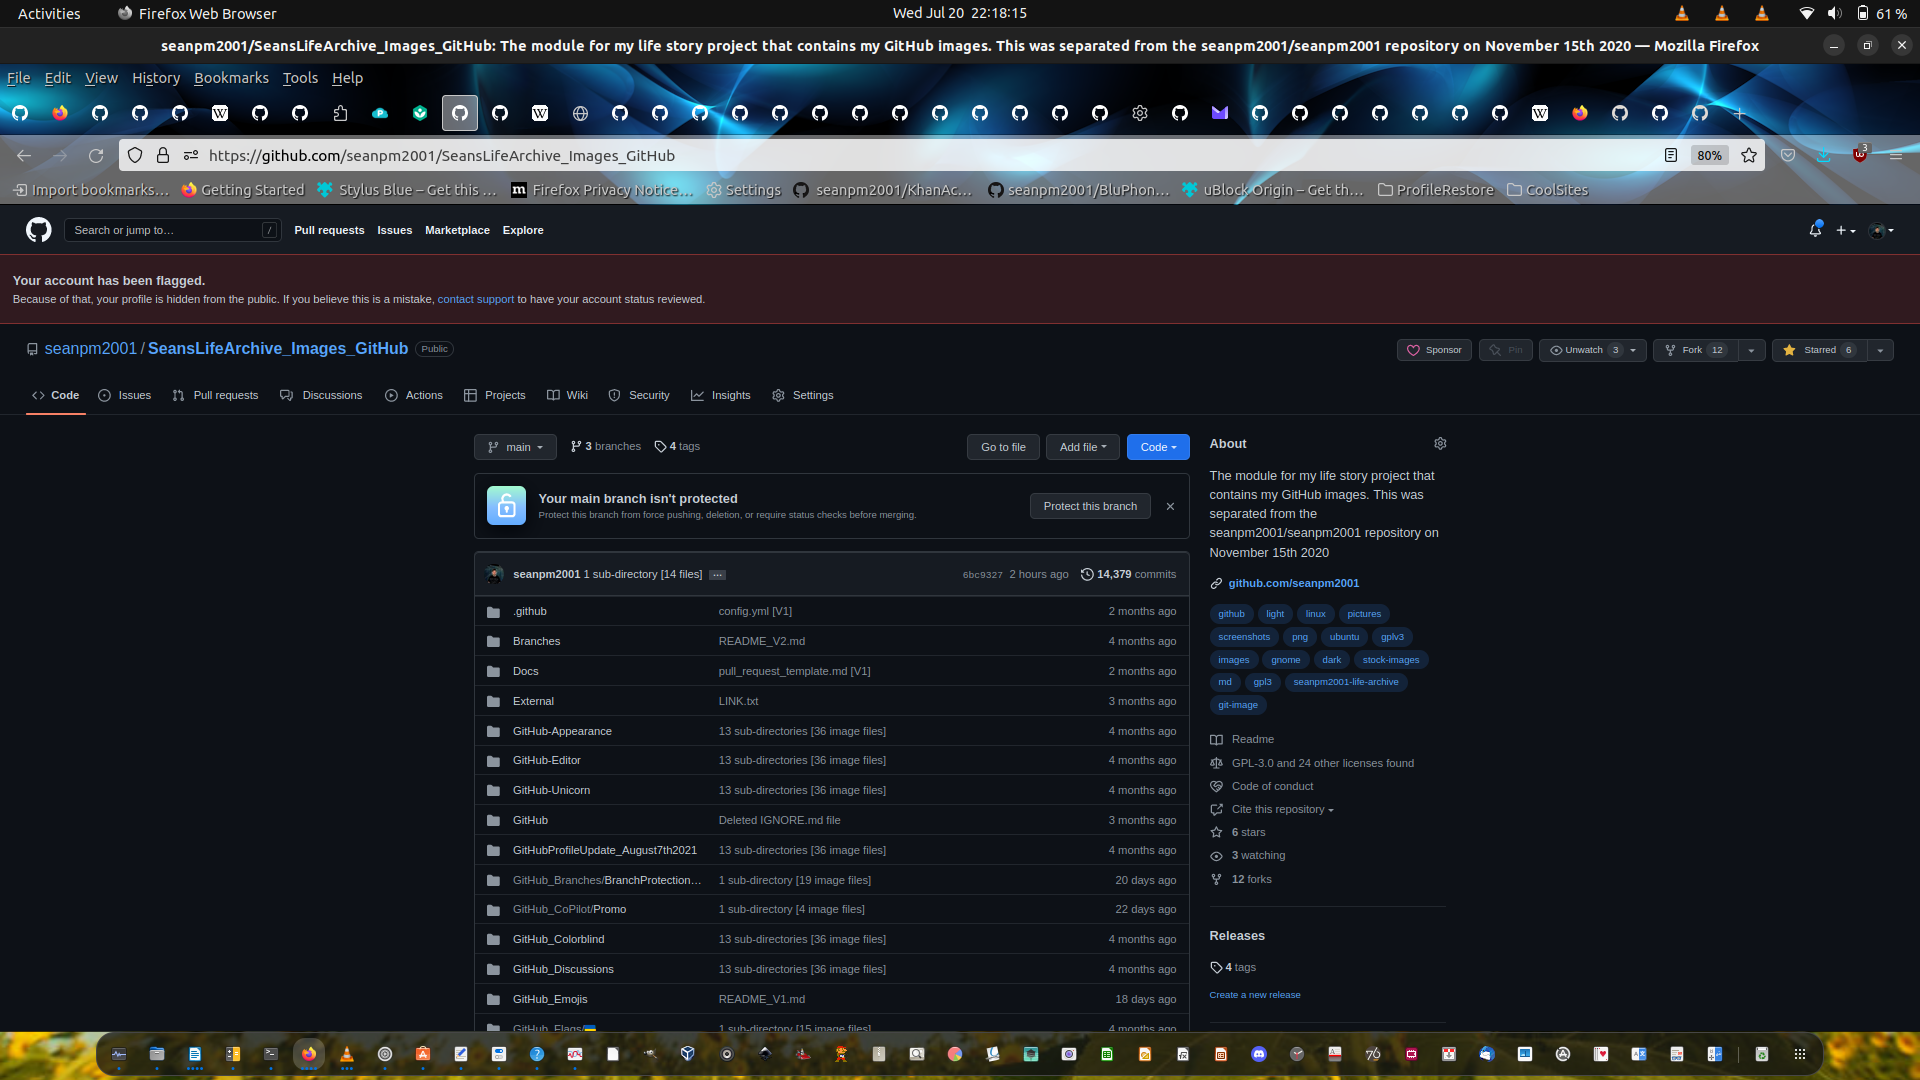 Activities
Firefox Web Browser
Wed Jul 20 22:18:15
61 %
seanpm2001/SeansLifeArchive_Images_GitHub: The module for my life story project that contains my GitHub images. This was separated from the seanpm2001/seanpm2001 repository on November 15th 2020 — Mozilla Firefox
File Edit View History Bookmarks Tools Help
https://github.com/seanpm2001/SeansLifeArchive_Images_GitHub
80%
3
Import bookmarks…
Getting Started
Stylus Blue – Get this …
Firefox Privacy Notice…
Settings
seanpm2001/KhanAc…
seanpm2001/BluPhon…
uBlock Origin – Get th…
ProfileRestore
CoolSites
Search or jump to…
/
Pull requests
Issues
Marketplace
Explore
Your account has been flagged.
Because of that, your profile is hidden from the public. If you believe this is a mistake, contact support to have your account status reviewed.
seanpm2001 / SeansLifeArchive_Images_GitHub
Public
Sponsor
Pin
Unwatch 3
Fork 12
Starred 6
Code
Issues
Pull requests
Discussions
Actions
Projects
Wiki
Security
Insights
Settings
main
3 branches
4 tags
Go to file
Add file
Code
Your main branch isn't protected
Protect this branch from force pushing, deletion, or require status checks before merging.
Protect this branch
seanpm2001 1 sub-directory [14 files] …
6bc9327 2 hours ago
14,379 commits
.github config.yml [V1] 2 months ago
Branches README_V2.md 4 months ago
Docs pull_request_template.md [V1] 2 months ago
External LINK.txt 3 months ago
GitHub-Appearance 13 sub-directories [36 image files] 4 months ago
GitHub-Editor 13 sub-directories [36 image files] 4 months ago
GitHub-Unicorn 13 sub-directories [36 image files] 4 months ago
GitHub Deleted IGNORE.md file 3 months ago
GitHubProfileUpdate_August7th2021 13 sub-directories [36 image files] 4 months ago
GitHub_Branches/BranchProtection… 1 sub-directory [19 image files] 20 days ago
GitHub_CoPilot/Promo 1 sub-directory [4 image files] 22 days ago
GitHub_Colorblind 13 sub-directories [36 image files] 4 months ago
GitHub_Discussions 13 sub-directories [36 image files] 4 months ago
GitHub_Emojis README_V1.md 18 days ago
GitHub_Flags/ 1 sub-directory [15 image files] 4 months ago
About
The module for my life story project that
contains my GitHub images. This was
separated from the
seanpm2001/seanpm2001 repository on
November 15th 2020
github.com/seanpm2001
github light linux pictures
screenshots png ubuntu gplv3
images gnome dark stock-images
md gpl3 seanpm2001-life-archive
git-image
Readme
GPL-3.0 and 24 other licenses found
Code of conduct
Cite this repository
6 stars
3 watching
12 forks
Releases
4 tags
Create a new release